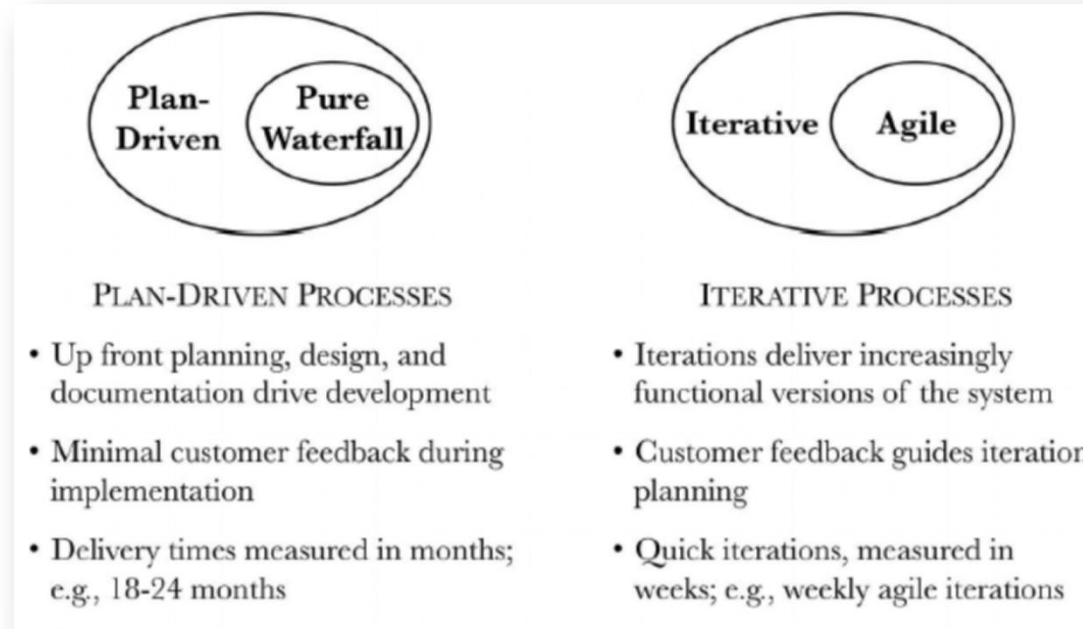 Plan-
Driven
Pure
Waterfall
PLAN-DRIVEN PROCESSES
• Up front planning, design, and
documentation drive development
• Minimal customer feedback during
implementation
• Delivery times measured in months;
e.g., 18-24 months
Iterative
Agile
ITERATIVE PROCESSES
• Iterations deliver increasingly
functional versions of the system
• Customer feedback guides iteration
planning
• Quick iterations, measured in
weeks; e.g., weekly agile iterations